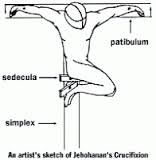 patibulum
sedecula
simplex
An artist's sketch of Jehohanan's Crucifixion